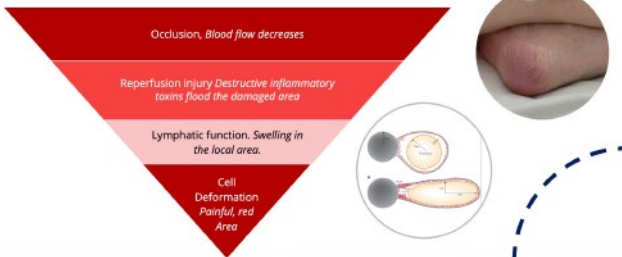 Occlusion, Blood flow decreases
Reperfusion injury Destructive inflammatory
toxins flood the damaged area
Lymphatic function. Swelling in
the local area.
Cell
Deformation
Painful, red
Area